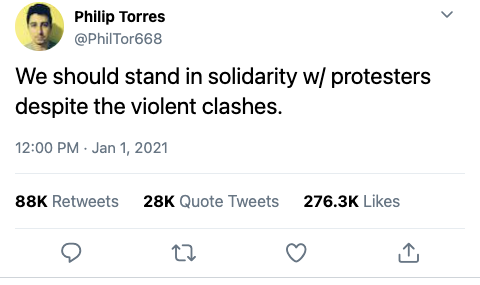 Philip Torres
@PhilTor668
We should stand in solidarity w/ protesters
despite the violent clashes.
12:00 PM · Jan 1, 2021
88K Retweets 28K Quote Tweets 276.3K Likes